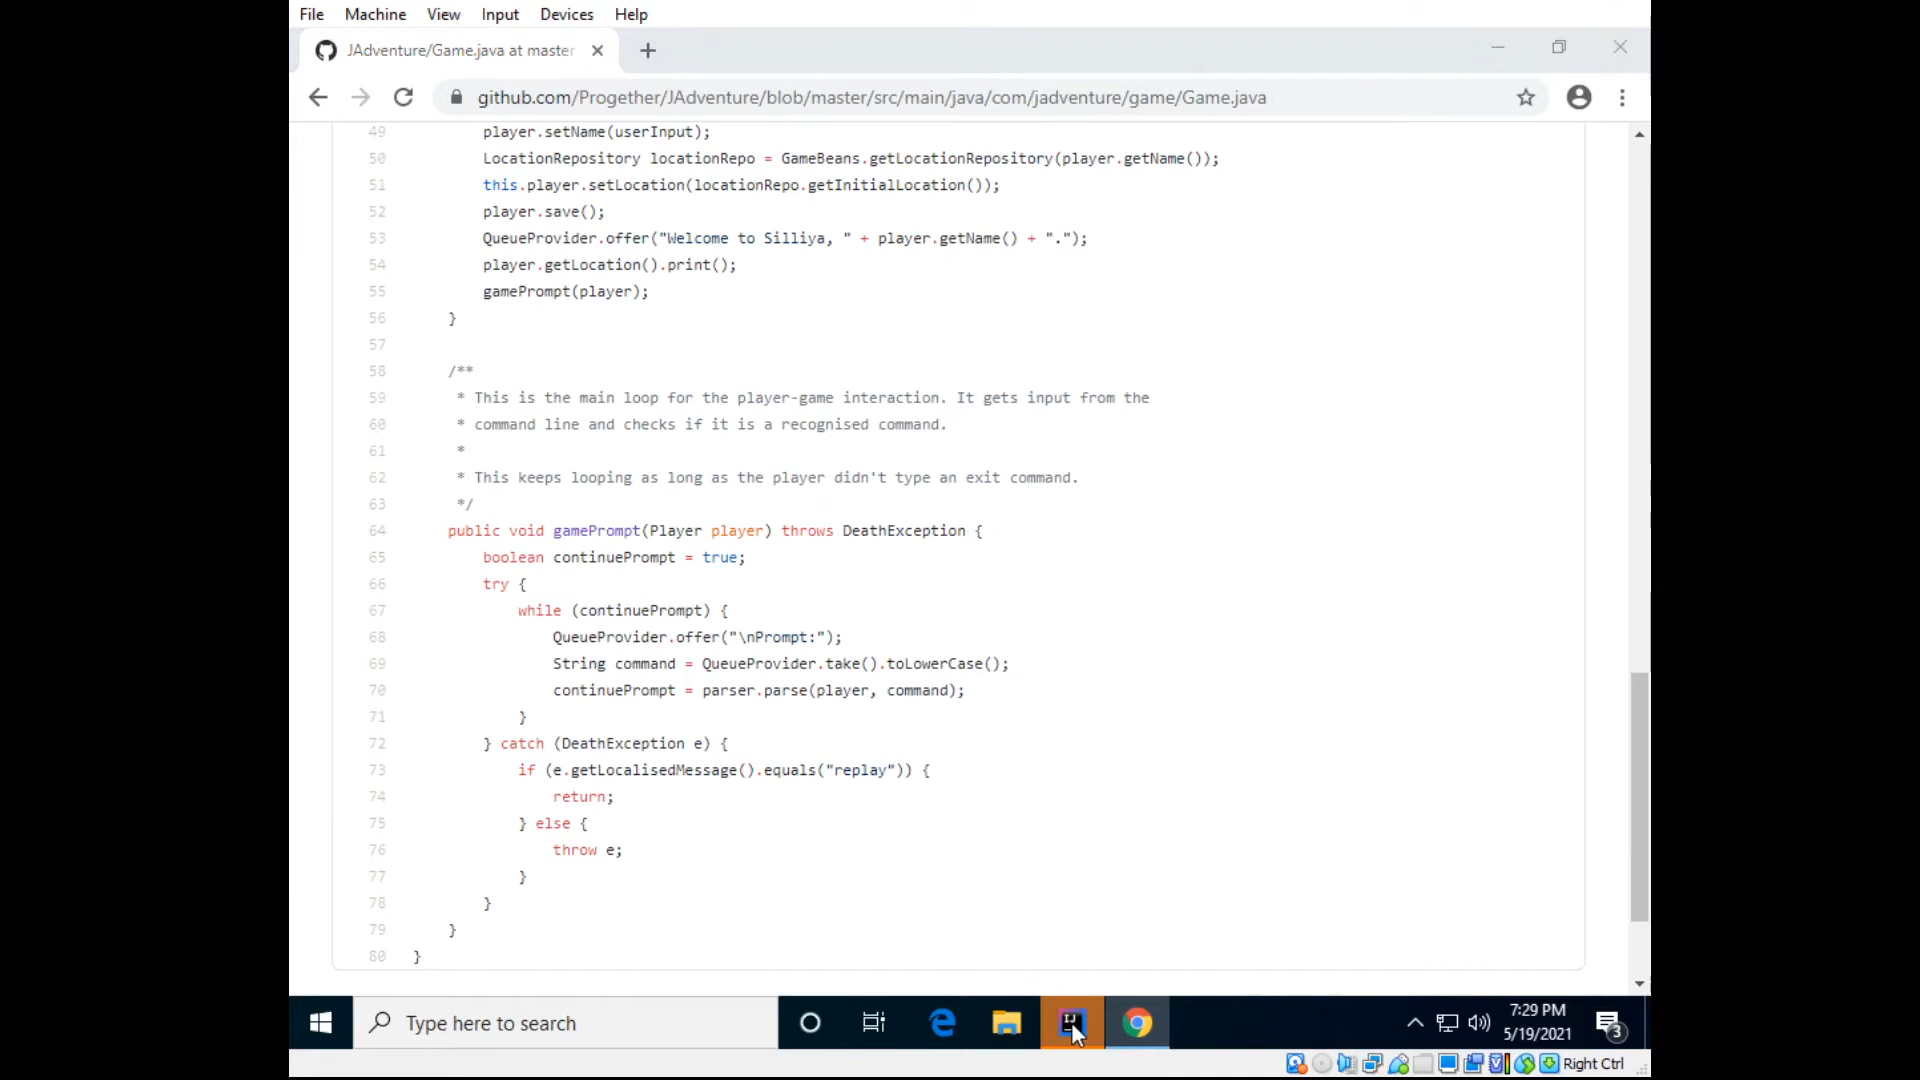 File Machine View Input Devices Help
JAdventure/Game.java at master
github.com/Progether/JAdventure/blob/master/src/main/java/com/jadventure/game/Game.java
49 player.setName(userInput);
50 LocationRepository locationRepo = GameBeans.getLocationRepository(player.getName());
51 this.player.setLocation(locationRepo.getInitialLocation());
52 player.save();
53 QueueProvider.offer("Welcome to Silliya, " + player.getName() + ".");
54 player.getLocation().print();
55 gamePrompt(player);
56 }
57
58 /**
59 * This is the main loop for the player-game interaction. It gets input from the
60 * command line and checks if it is a recognised command.
61 *
62 * This keeps looping as long as the player didn't type an exit command.
63 */
64 public void gamePrompt(Player player) throws DeathException {
65 boolean continuePrompt = true;
66 try {
67 while (continuePrompt) {
68 QueueProvider.offer("\nPrompt:");
69 String command = QueueProvider.take().toLowerCase();
70 continuePrompt = parser.parse(player, command);
71 }
72 } catch (DeathException e) {
73 if (e.getLocalisedMessage().equals("replay")) {
74 return;
75 } else {
76 throw e;
77 }
78 }
79 }
80 }
Type here to search
IJ
7:29 PM
5/19/2021
3
Right Ctrl